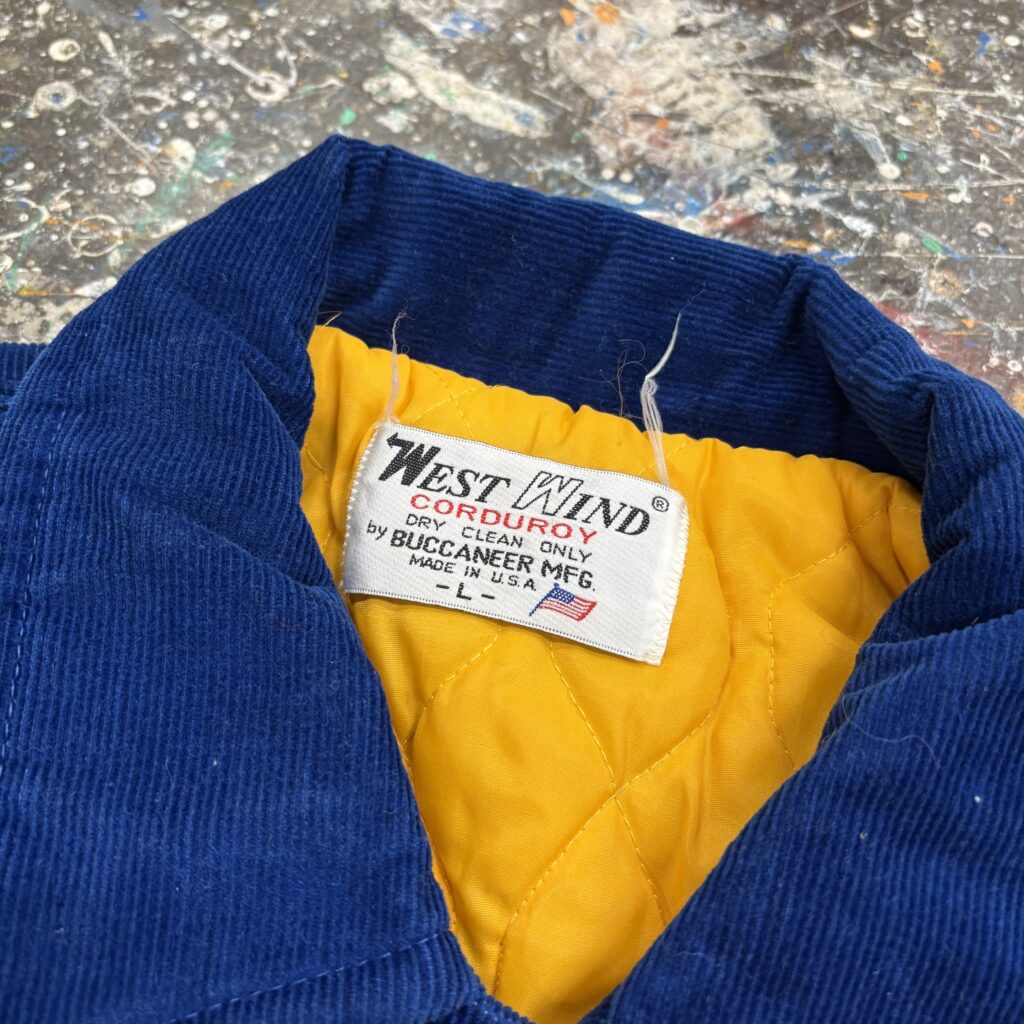 WEST WIND ®
CORDUROY
DRY CLEAN ONLY
by BUCCANEER MFG.
MADE IN U.S.A
- L -